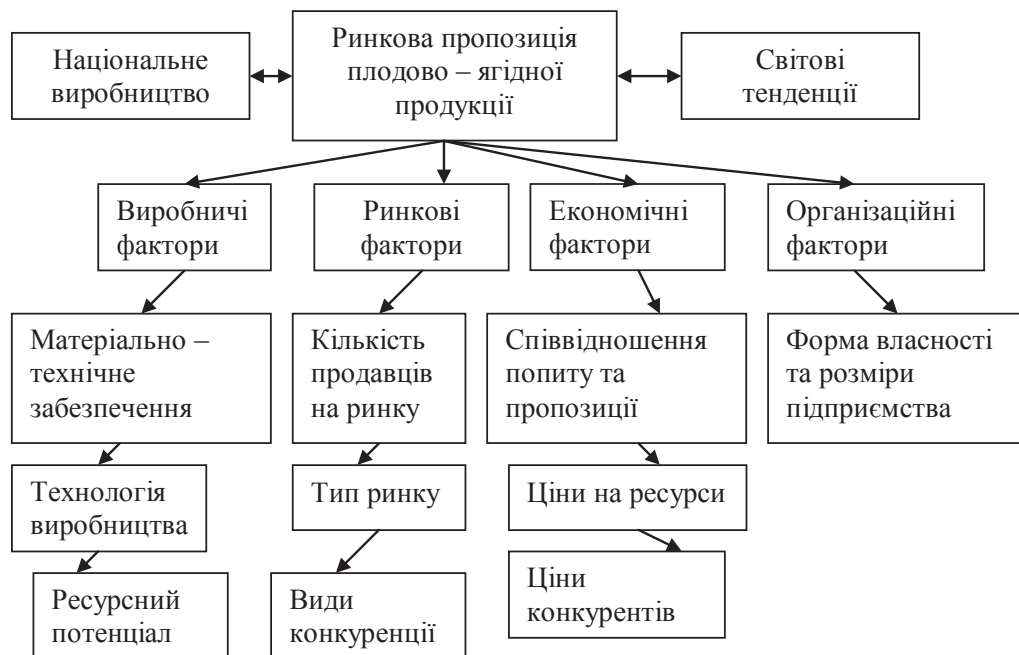 Національне
виробництво
Ринкова пропозиція
плодово – ягідної
продукції
Світові
тенденції
Виробничі
фактори
Ринкові
фактори
Економічні
фактори
Організаційні
фактори
Матеріально –
технічне
забезпечення
Кількість
продавців
на ринку
Співвідношення
попиту та
пропозиції
Форма власності
та розміри
підприємства
Технологія
виробництва
Тип ринку
Ціни на ресурси
Ресурсний
потенціал
Види
конкуренції
Ціни
конкурентів